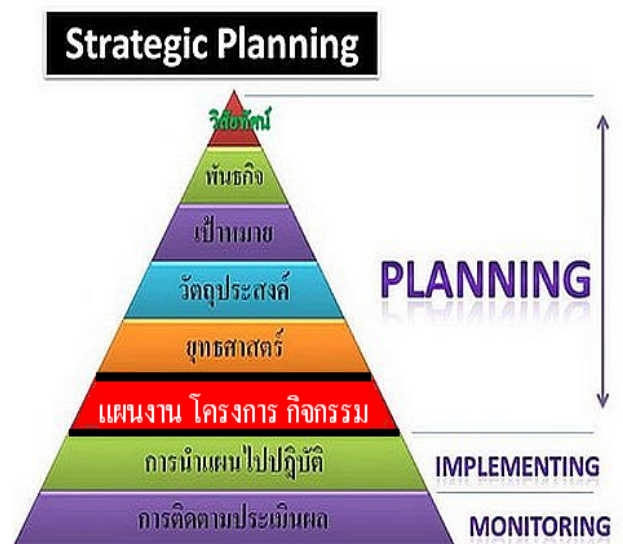 Strategic Planning
วิสัยทัศน์
พันธกิจ
เป้าหมาย
วัตถุประสงค์
PLANNING
ยุทธศาสตร์
แผนงาน โครงการ กิจกรรม
การนำแผนไปปฏิบัติ
IMPLEMENTING
การติดตามประเมินผล
MONITORING